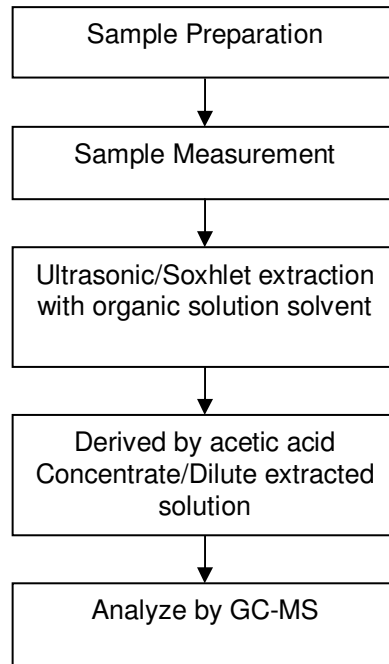 Sample Preparation
Sample Measurement
Ultrasonic/Soxhlet extraction
with organic solution solvent
Derived by acetic acid
Concentrate/Dilute extracted
solution
Analyze by GC-MS